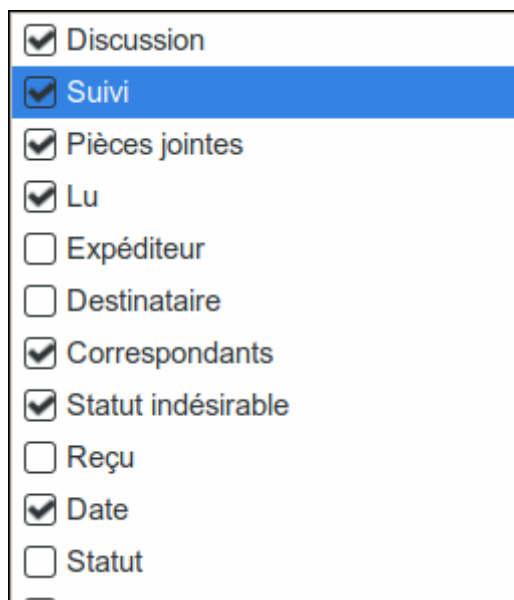 Discussion
Suivi
Pièces jointes
Lu
Expéditeur
Destinataire
Correspondants
Statut indésirable
Reçu
Date
Statut